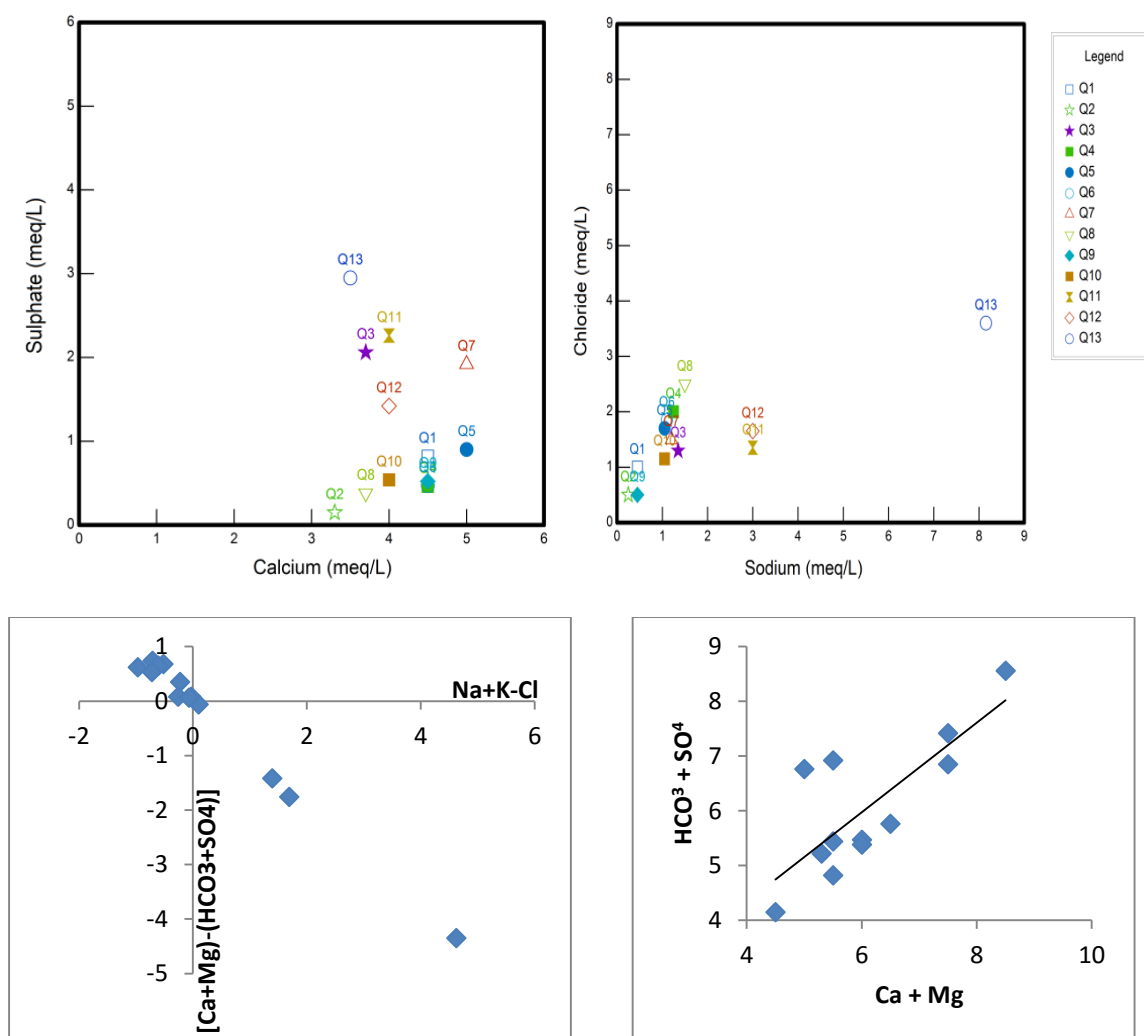 6
5
4
3
2
1
0
Sulphate (meq/L)
Q13
Q11
Q3
Q7
Q12
Q1
Q5
Q10
Q8
Q2
0 1 2 3 4 5 6
Calcium (meq/L)
9
8
7
6
5
4
3
2
1
0
Chloride (meq/L)
Q13
Q8
Q4
Q12
Q11
Q3
Q1
Q9
0 1 2 3 4 5 6 7 8 9
Sodium (meq/L)
Legend
Q1
Q2
Q3
Q4
Q5
Q6
Q7
Q8
Q9
Q10
Q11
Q12
Q13
1
0
-1
-2
-3
-4
-5
-2 0 2 4 6
Na+K-Cl
[Ca+Mg)-(HCO3+SO4)]
9
8
7
6
5
4
HCO³ + SO⁴
4 6 8 10
Ca + Mg